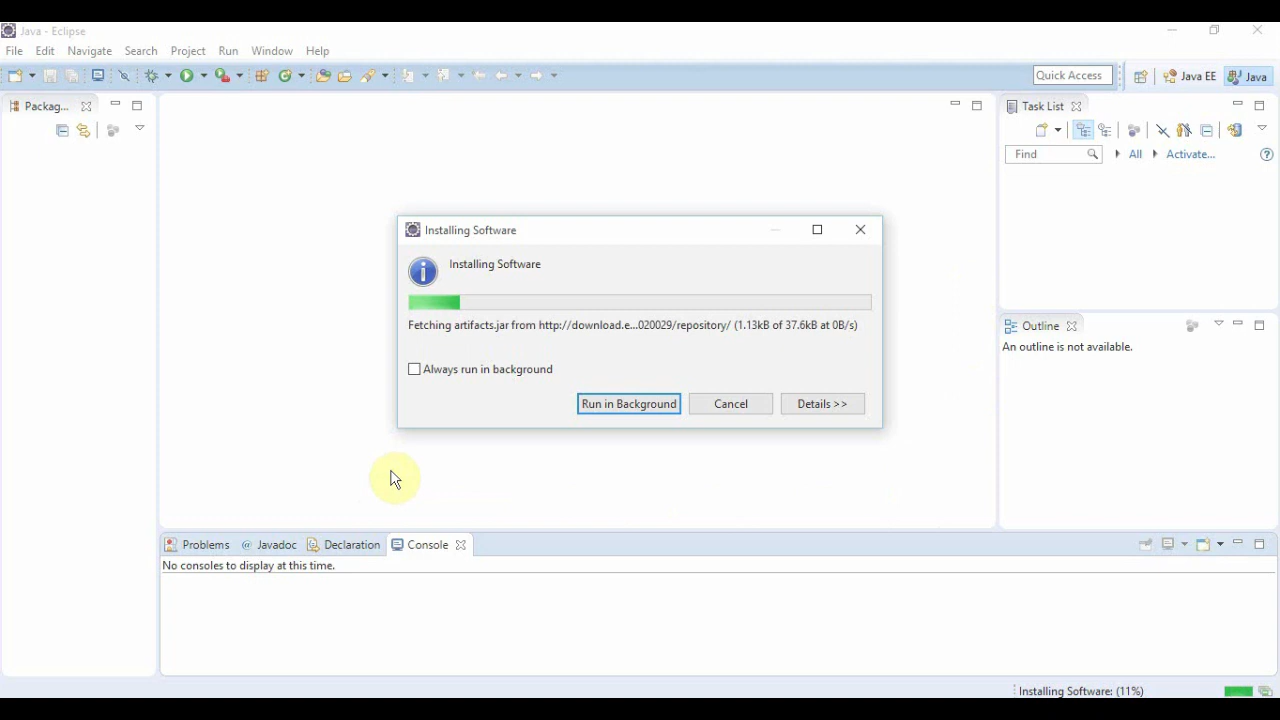 Java - Eclipse
File Edit Navigate Search Project Run Window Help
Quick Access Java EE Java
Packag...
Task List
Find All Activate...
Installing Software
Installing Software
Fetching artifacts.jar from http://download.e...020029/repository/ (1.13kB of 37.6kB at 0B/s)
Always run in background
Run in Background Cancel Details >>
Outline
An outline is not available.
Problems @ Javadoc Declaration Console
No consoles to display at this time.
Installing Software: (11%)